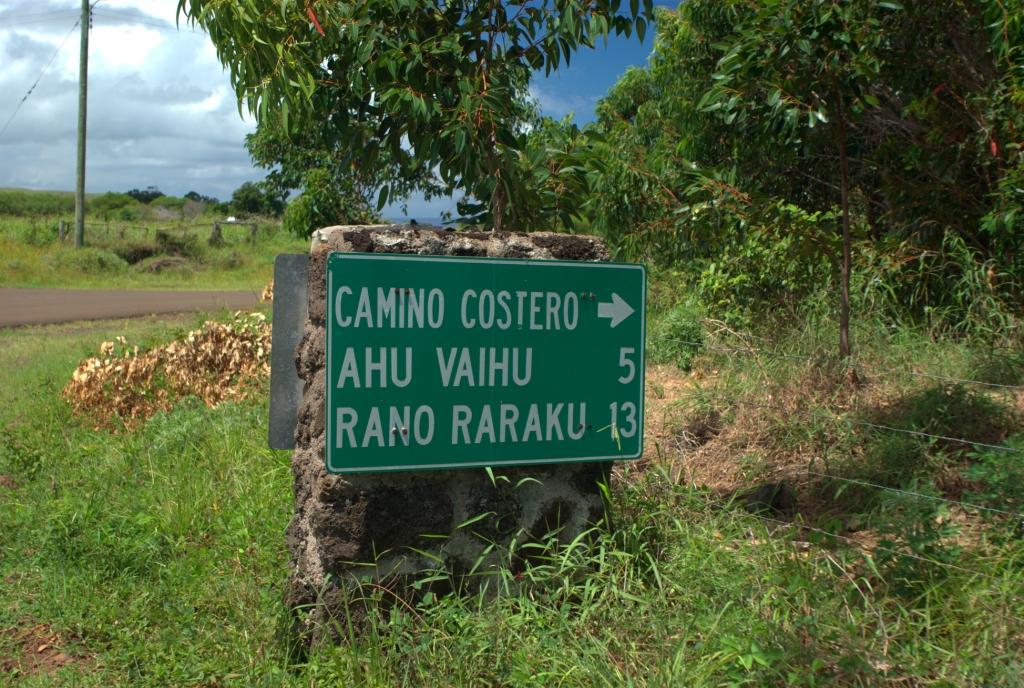 CAMINO COSTERO →
AHU VAIHU 5
RANO RARAKU 13